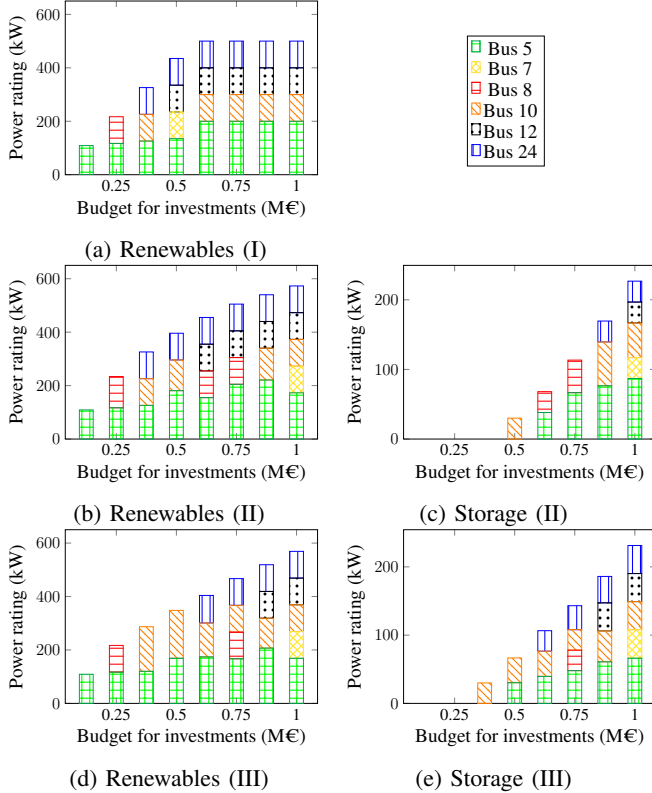 600
400
200
0
Power rating (kW)
0.25
0.5
0.75
1
Budget for investments (M€)
(a) Renewables (I)
Bus 5
Bus 7
Bus 8
Bus 10
Bus 12
Bus 24
600
400
200
0
Power rating (kW)
0.25
0.5
0.75
1
Budget for investments (M€)
(b) Renewables (II)
200
100
0
Power rating (kW)
0.25
0.5
0.75
1
Budget for investments (M€)
(c) Storage (II)
600
400
200
0
Power rating (kW)
0.25
0.5
0.75
1
Budget for investments (M€)
(d) Renewables (III)
200
100
0
Power rating (kW)
0.25
0.5
0.75
1
Budget for investments (M€)
(e) Storage (III)